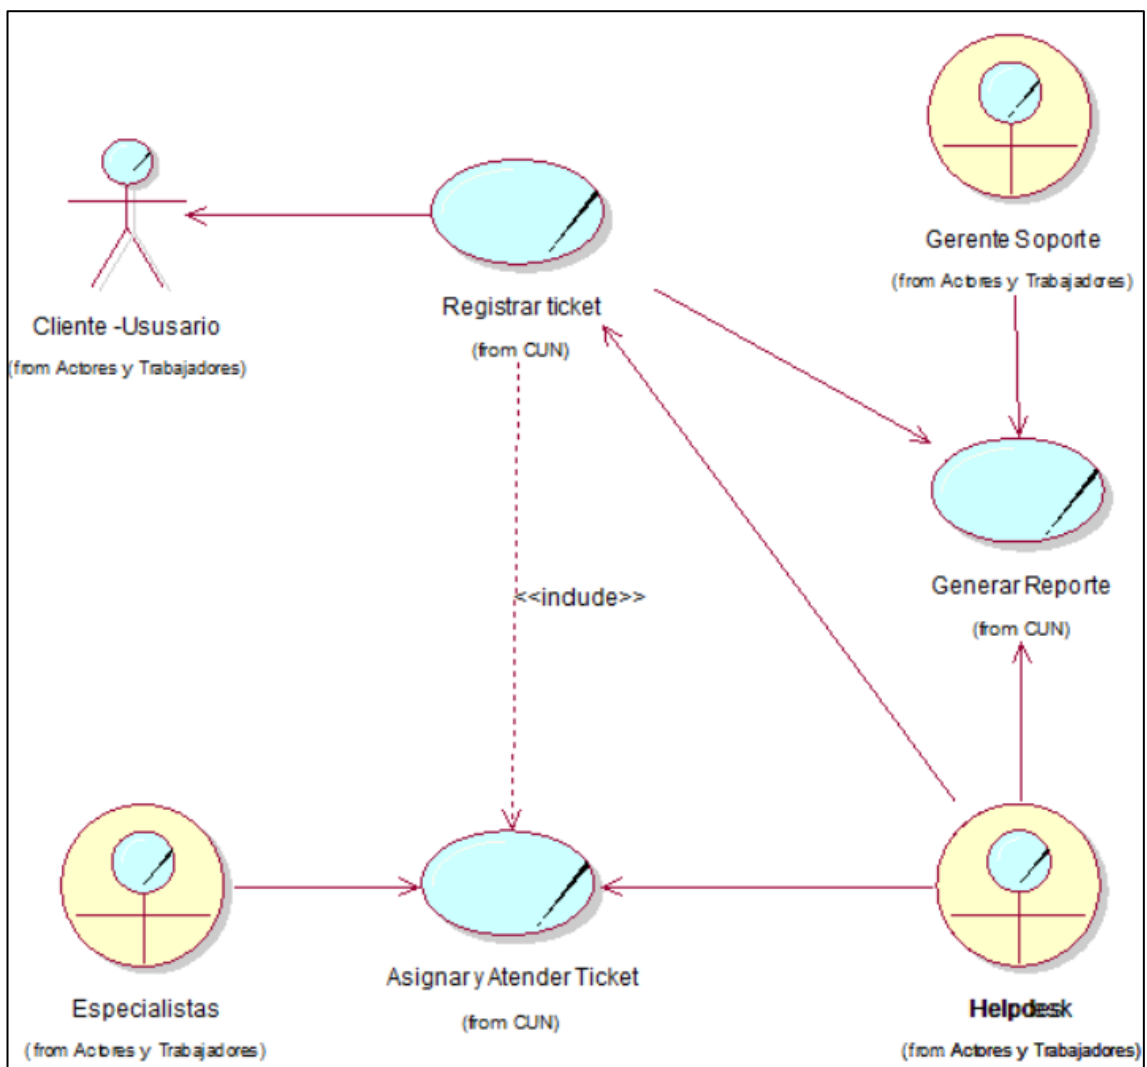 Gerente Soporte
(from Actores y Trabajadores)
Registrar ticket
(from CUN)
Cliente -Ususario
(from Actores y Trabajadores)
Generar Reporte
(from CUN)
<<include>>
Asignar y Atender Ticket
(from CUN)
Especialistas
(from Actores y Trabajadores)
Helpdesk
(from Actores y Trabajadores)